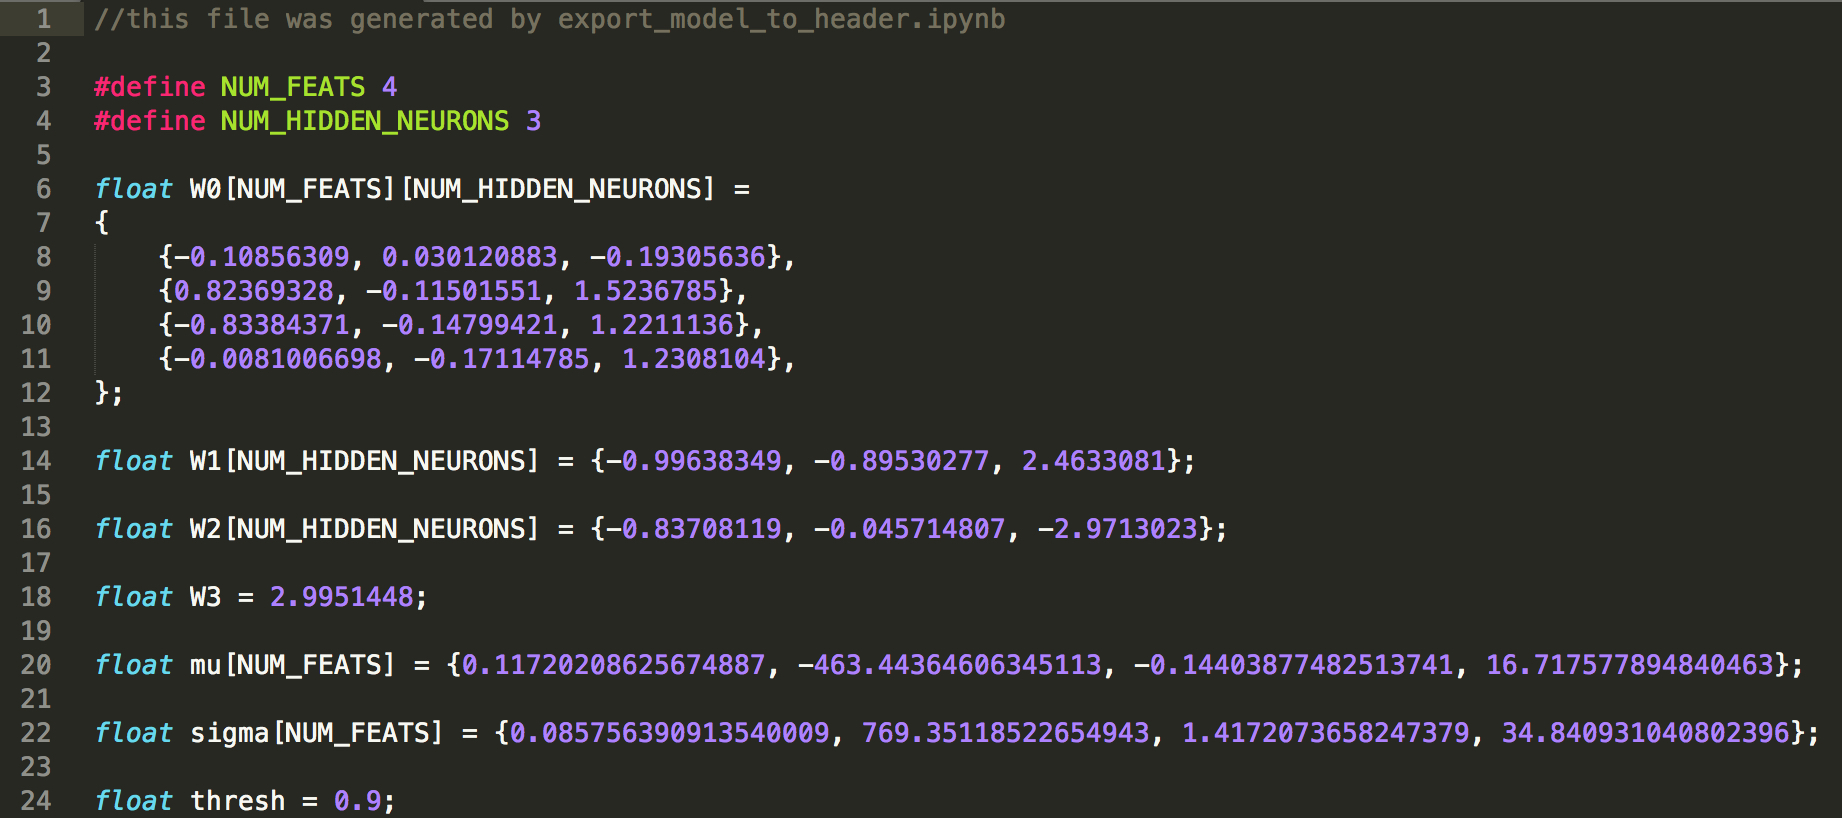 1 //this file was generated by export_model_to_header.ipynb
2
3 #define NUM_FEATS 4
4 #define NUM_HIDDEN_NEURONS 3
5
6 float W0[NUM_FEATS][NUM_HIDDEN_NEURONS] =
7 {
8     {-0.10856309, 0.030120883, -0.19305636},
9     {0.82369328, -0.11501551, 1.5236785},
10     {-0.83384371, -0.14799421, 1.2211136},
11     {-0.0081006698, -0.17114785, 1.2308104},
12 };
13
14 float W1[NUM_HIDDEN_NEURONS] = {-0.99638349, -0.89530277, 2.4633081};
15
16 float W2[NUM_HIDDEN_NEURONS] = {-0.83708119, -0.045714807, -2.9713023};
17
18 float W3 = 2.9951448;
19
20 float mu[NUM_FEATS] = {0.11720208625674887, -463.44364606345113, -0.14403877482513741, 16.717577894840463};
21
22 float sigma[NUM_FEATS] = {0.085756390913540009, 769.35118522654943, 1.4172073658247379, 34.840931040802396};
23
24 float thresh = 0.9;